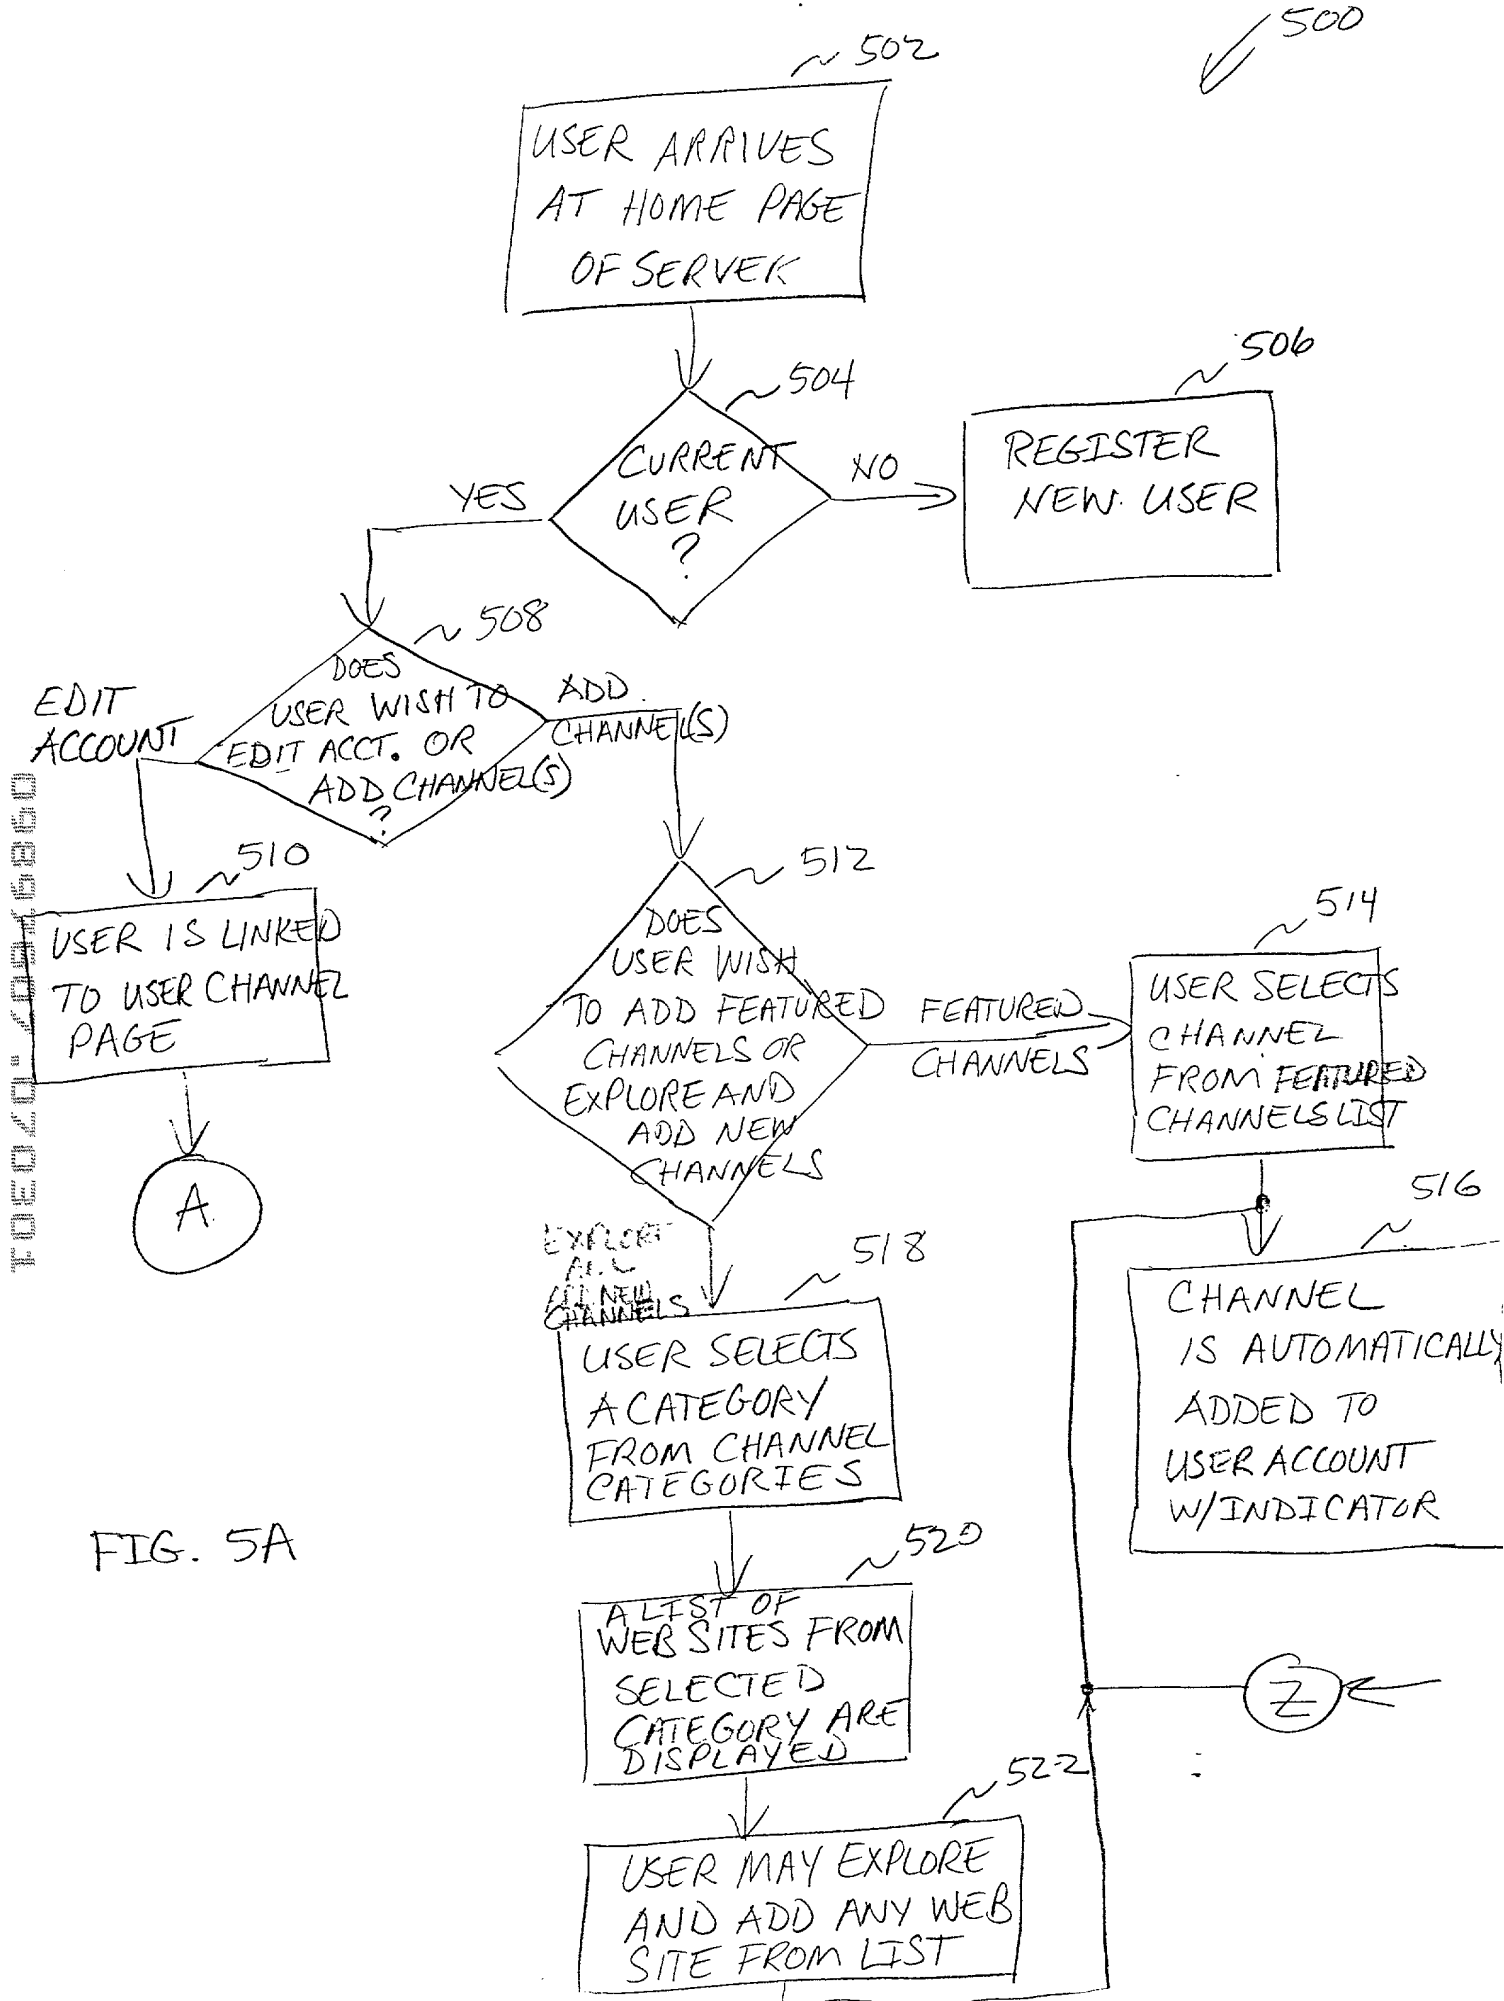 500
502
USER ARRIVES
AT HOME PAGE
OF SERVER
504
CURRENT
USER
?
YES
NO
506
REGISTER
NEW USER
508
DOES
USER WISH TO
EDIT ACCT. OR
ADD CHANNEL(S)
?
EDIT
ACCOUNT
ADD
CHANNEL(S)
510
USER IS LINKED
TO USER CHANNEL
PAGE
A
512
DOES
USER WISH
TO ADD FEATURED
CHANNELS OR
EXPLORE AND
ADD NEW
CHANNELS
FEATURED
CHANNELS
514
USER SELECTS
CHANNEL
FROM FEATURED
CHANNELS LIST
516
CHANNEL
IS AUTOMATICALLY
ADDED TO
USER ACCOUNT
W/INDICATOR
EXPLORE
NEW
CHANNELS
518
USER SELECTS
A CATEGORY
FROM CHANNEL
CATEGORIES
520
A LIST OF
WEB SITES FROM
SELECTED
CATEGORY ARE
DISPLAYED
Z
522
USER MAY EXPLORE
AND ADD ANY WEB
SITE FROM LIST
FIG. 5A